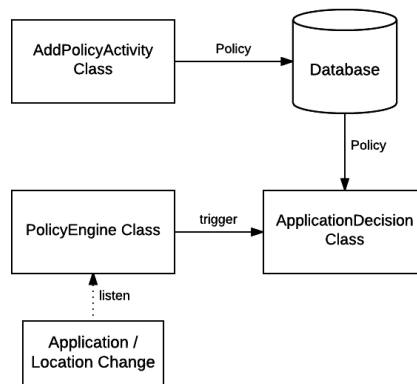 AddPolicyActivity
Class
Policy
Database
Policy
PolicyEngine Class
trigger
ApplicationDecision
Class
listen
Application /
Location Change